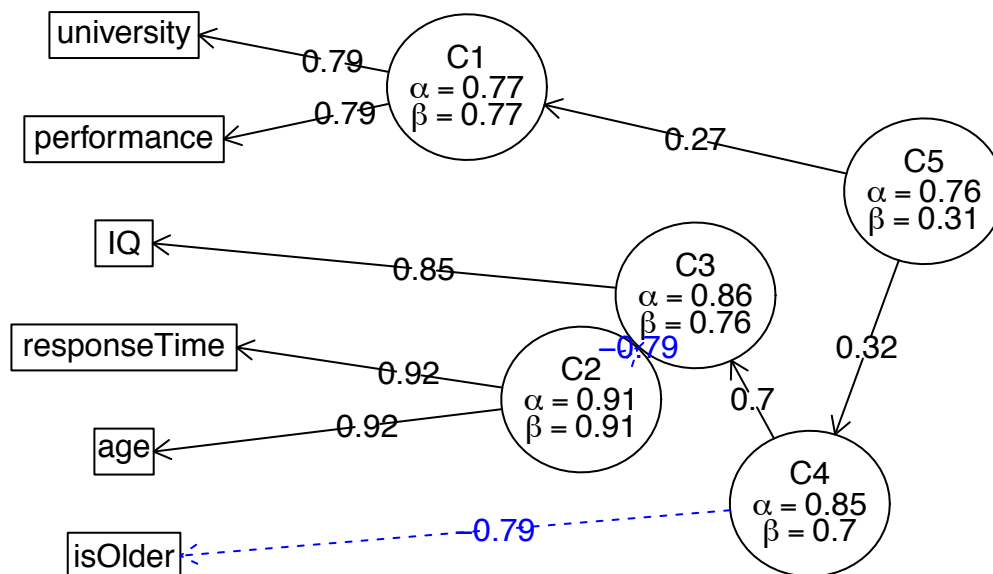 university
0.79
C1
α = 0.77
β = 0.77
performance
0.79
0.27
C5
α = 0.76
β = 0.31
IQ
0.85
C3
α = 0.86
β = 0.76
responseTime
0.92
−0.79
C2
α = 0.91
β = 0.91
0.32
0.7
age
0.92
C4
α = 0.85
β = 0.7
isOlder
−0.79